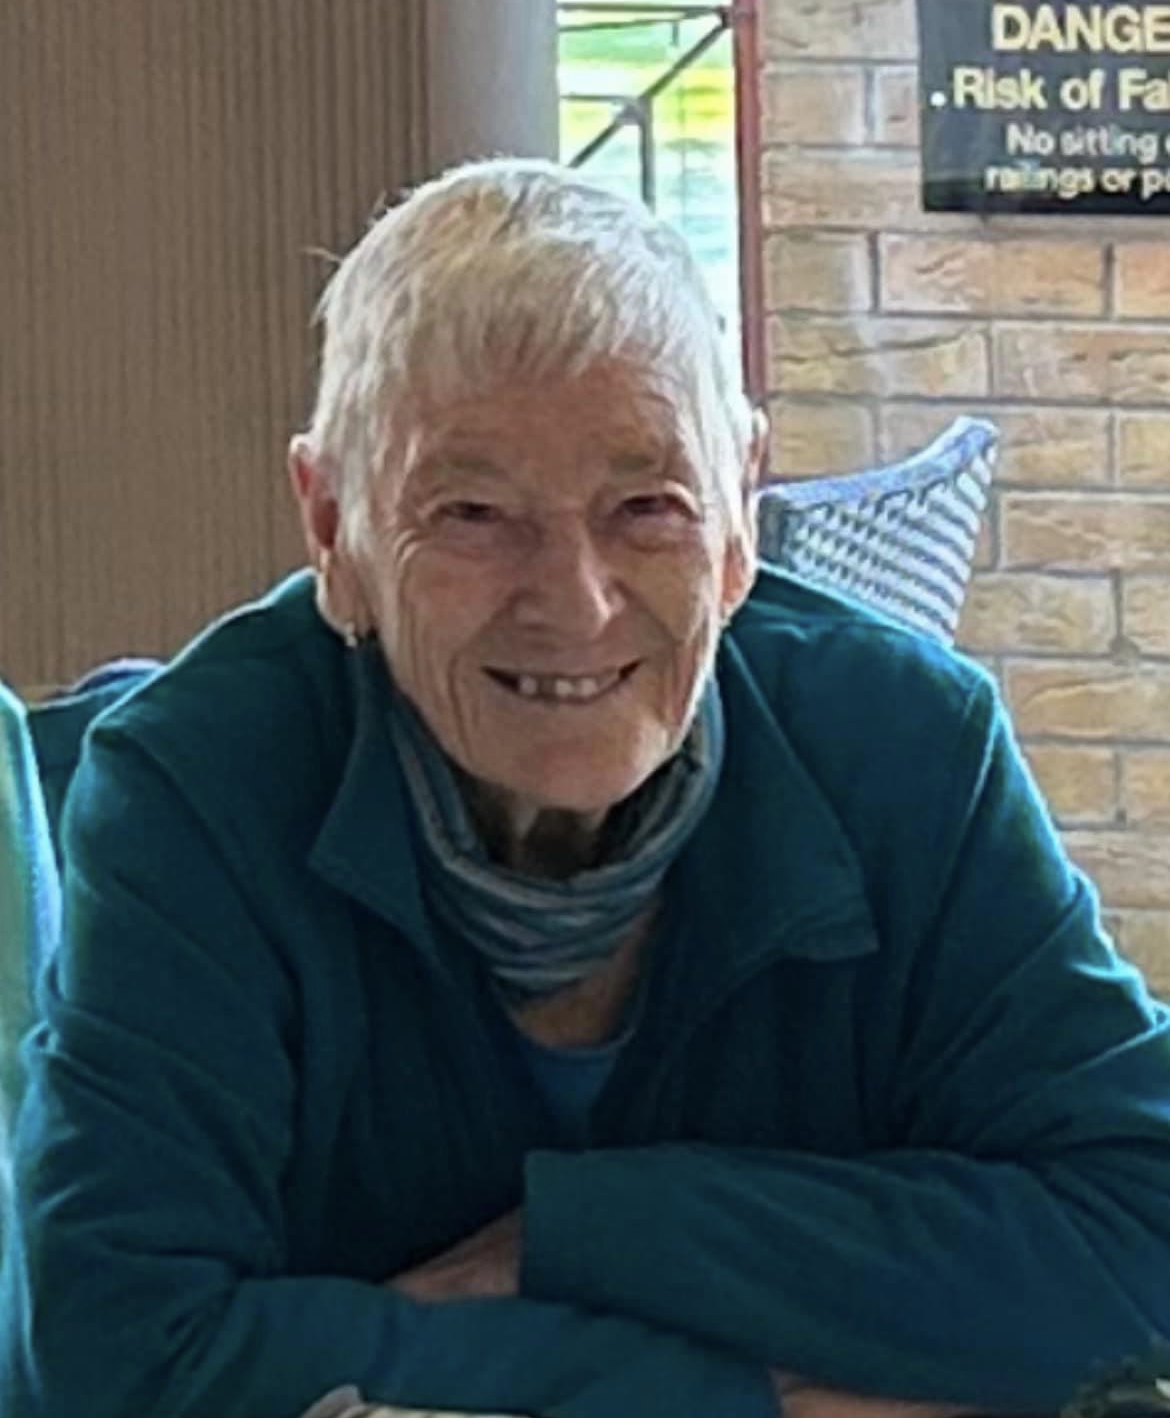 DANGE
.Risk of Fa
No sitting
railings or p